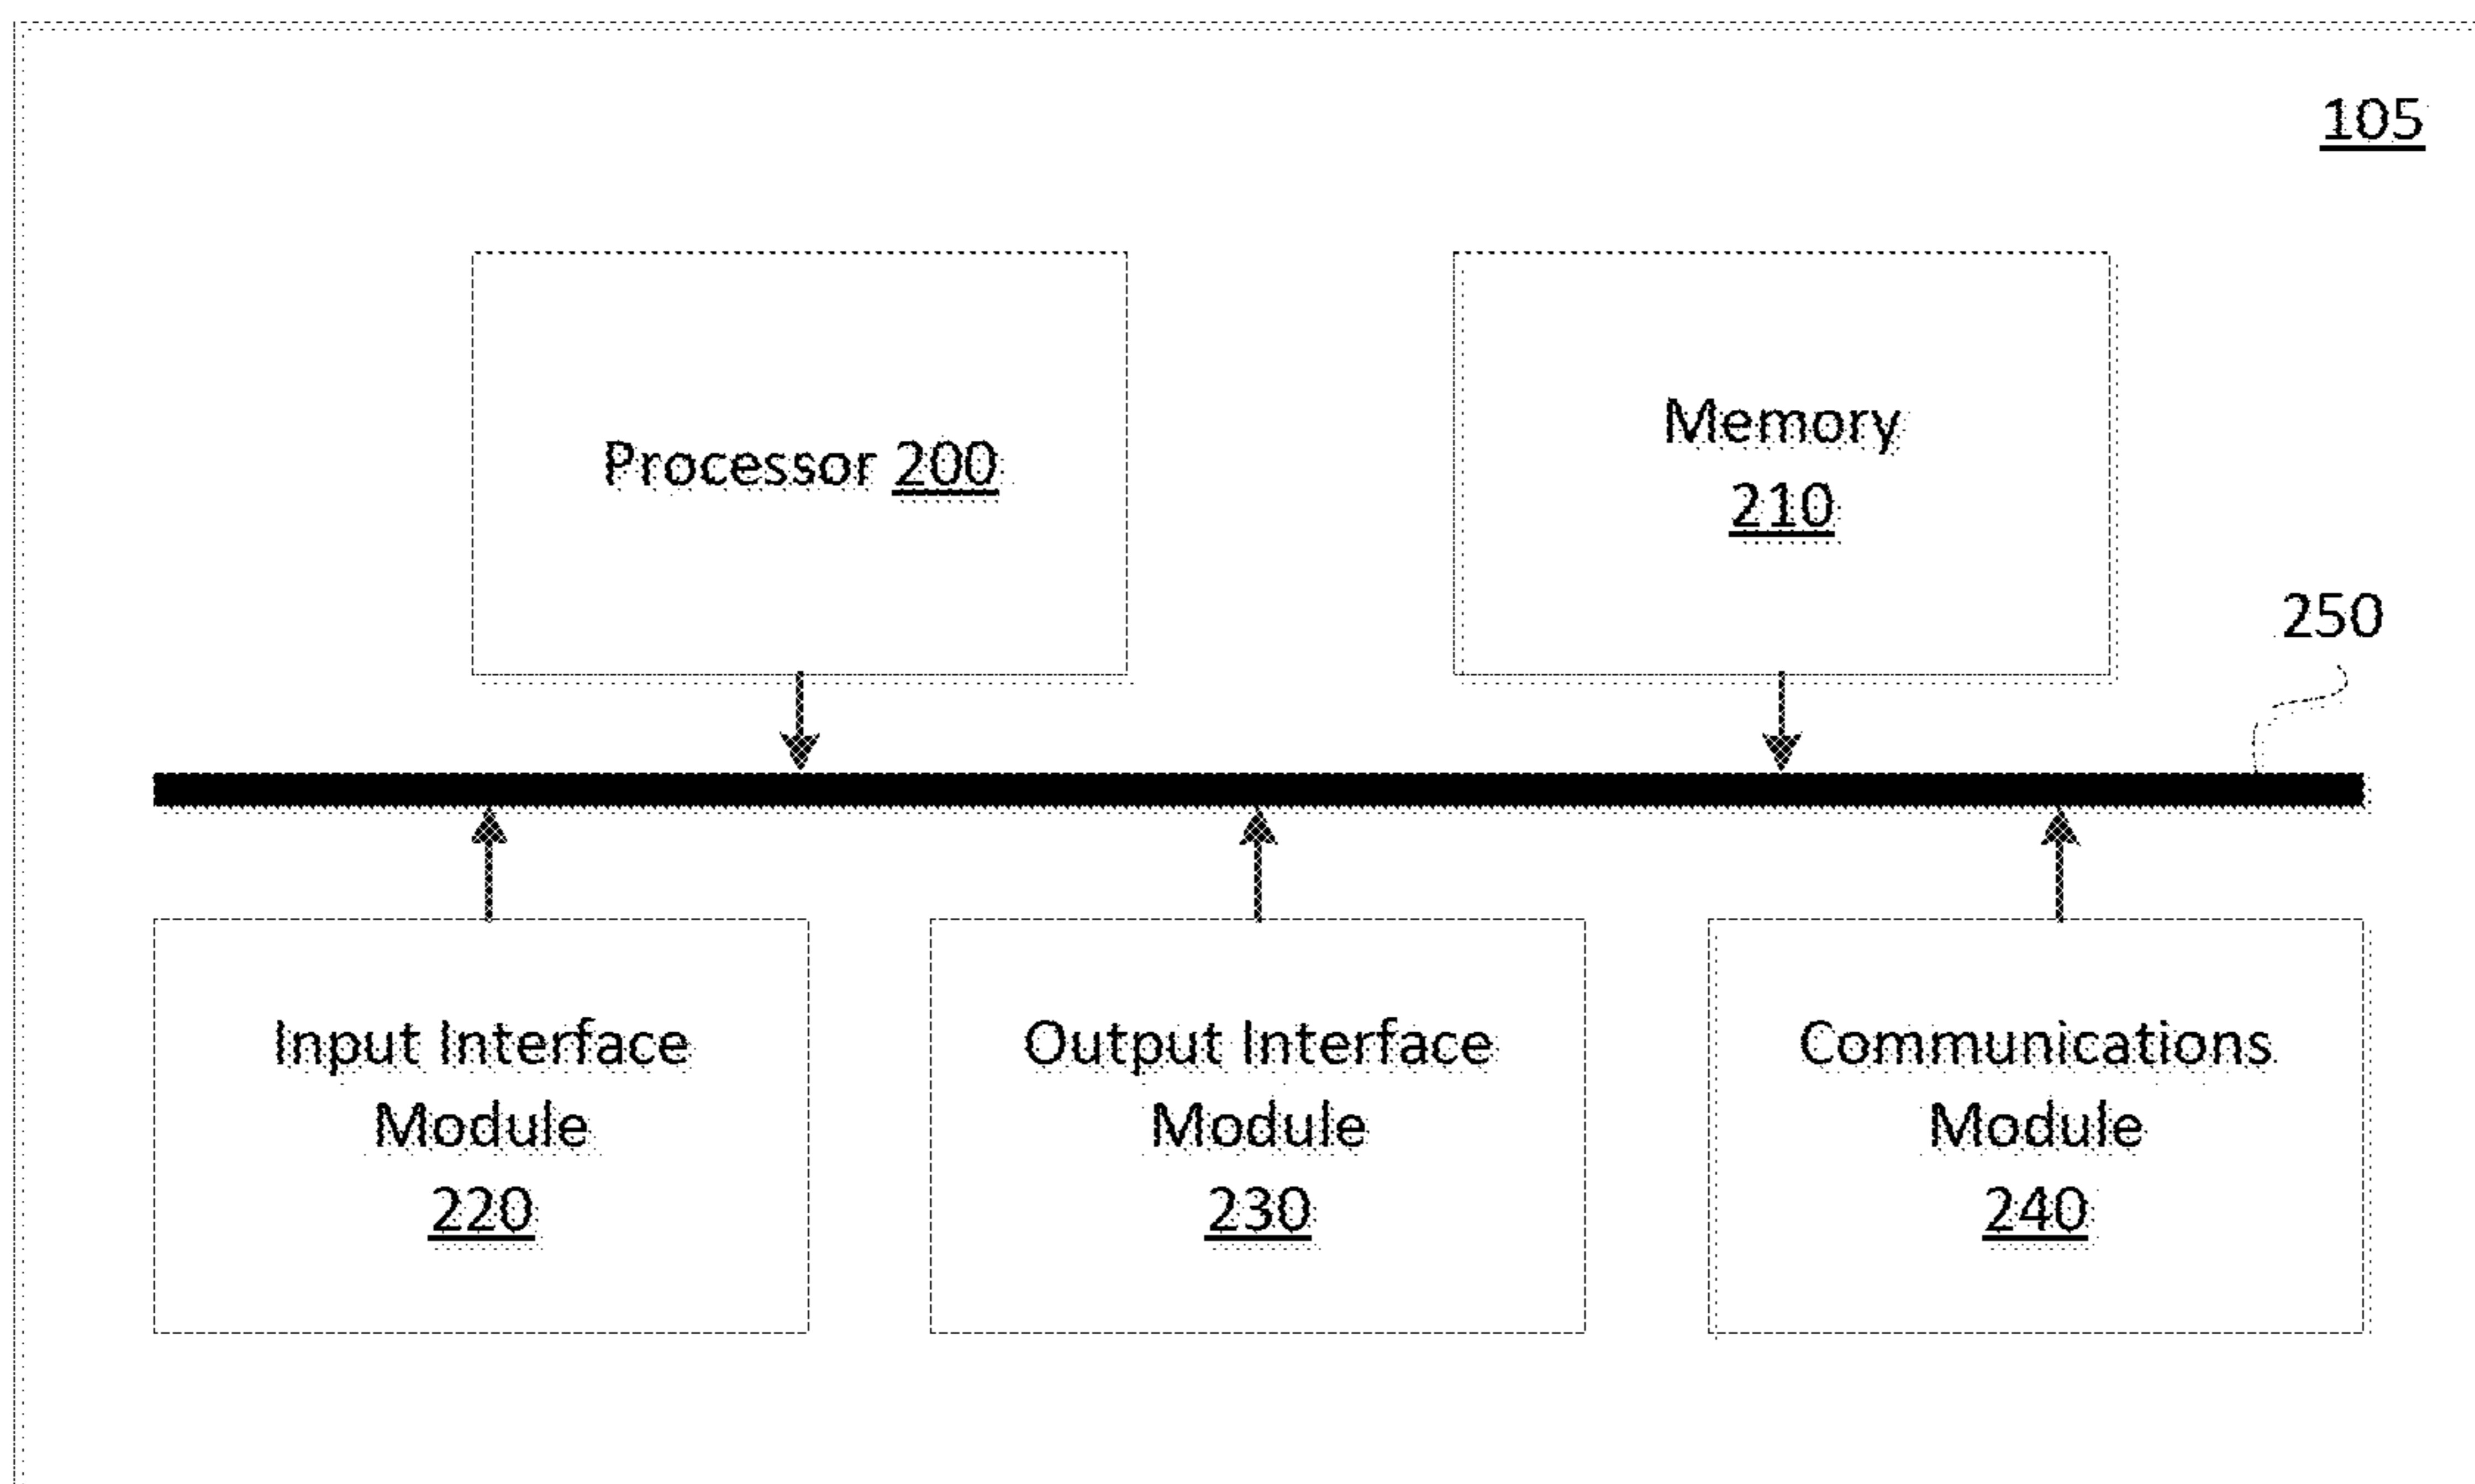 105
Processor 200
Memory
210
250
Input Interface
Module
220
Output Interface
Module
230
Communications
Module
240